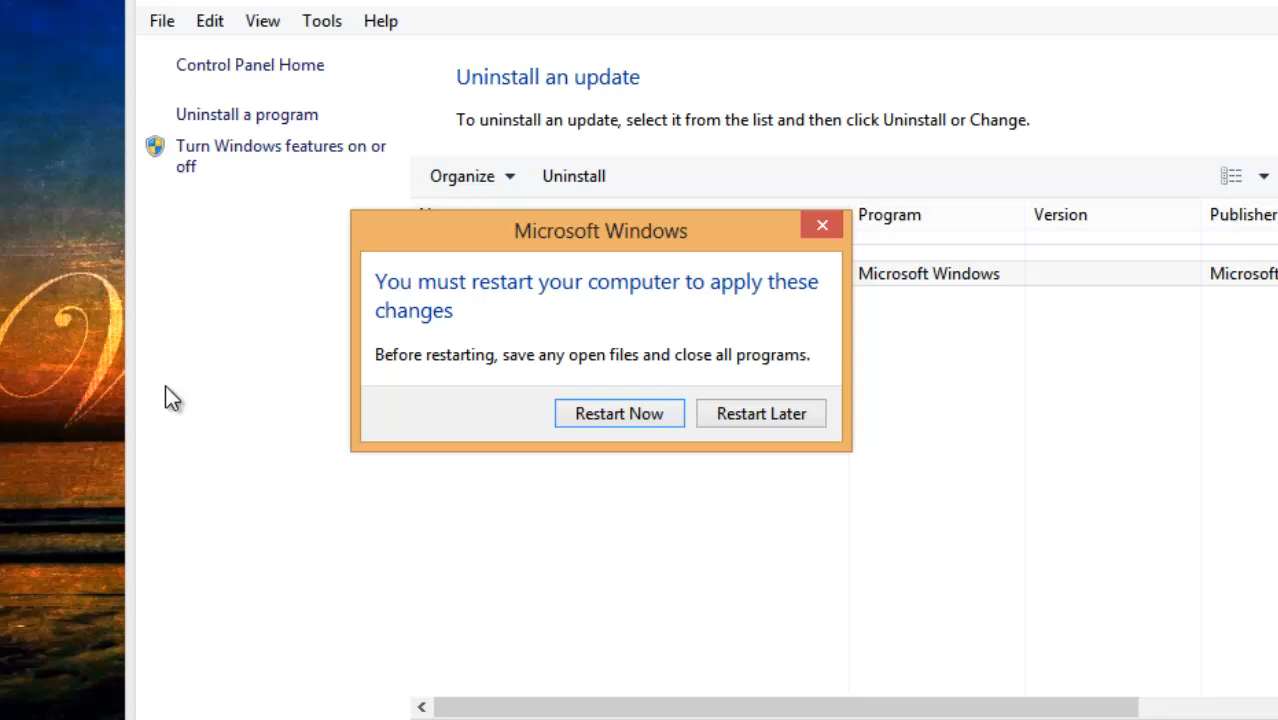 File Edit View Tools Help
Control Panel Home
Uninstall a program
Turn Windows features on or
off
Uninstall an update
To uninstall an update, select it from the list and then click Uninstall or Change.
Organize Uninstall
Program Version Publisher
Microsoft Windows Microsoft
Microsoft Windows
You must restart your computer to apply these
changes
Before restarting, save any open files and close all programs.
Restart Now Restart Later